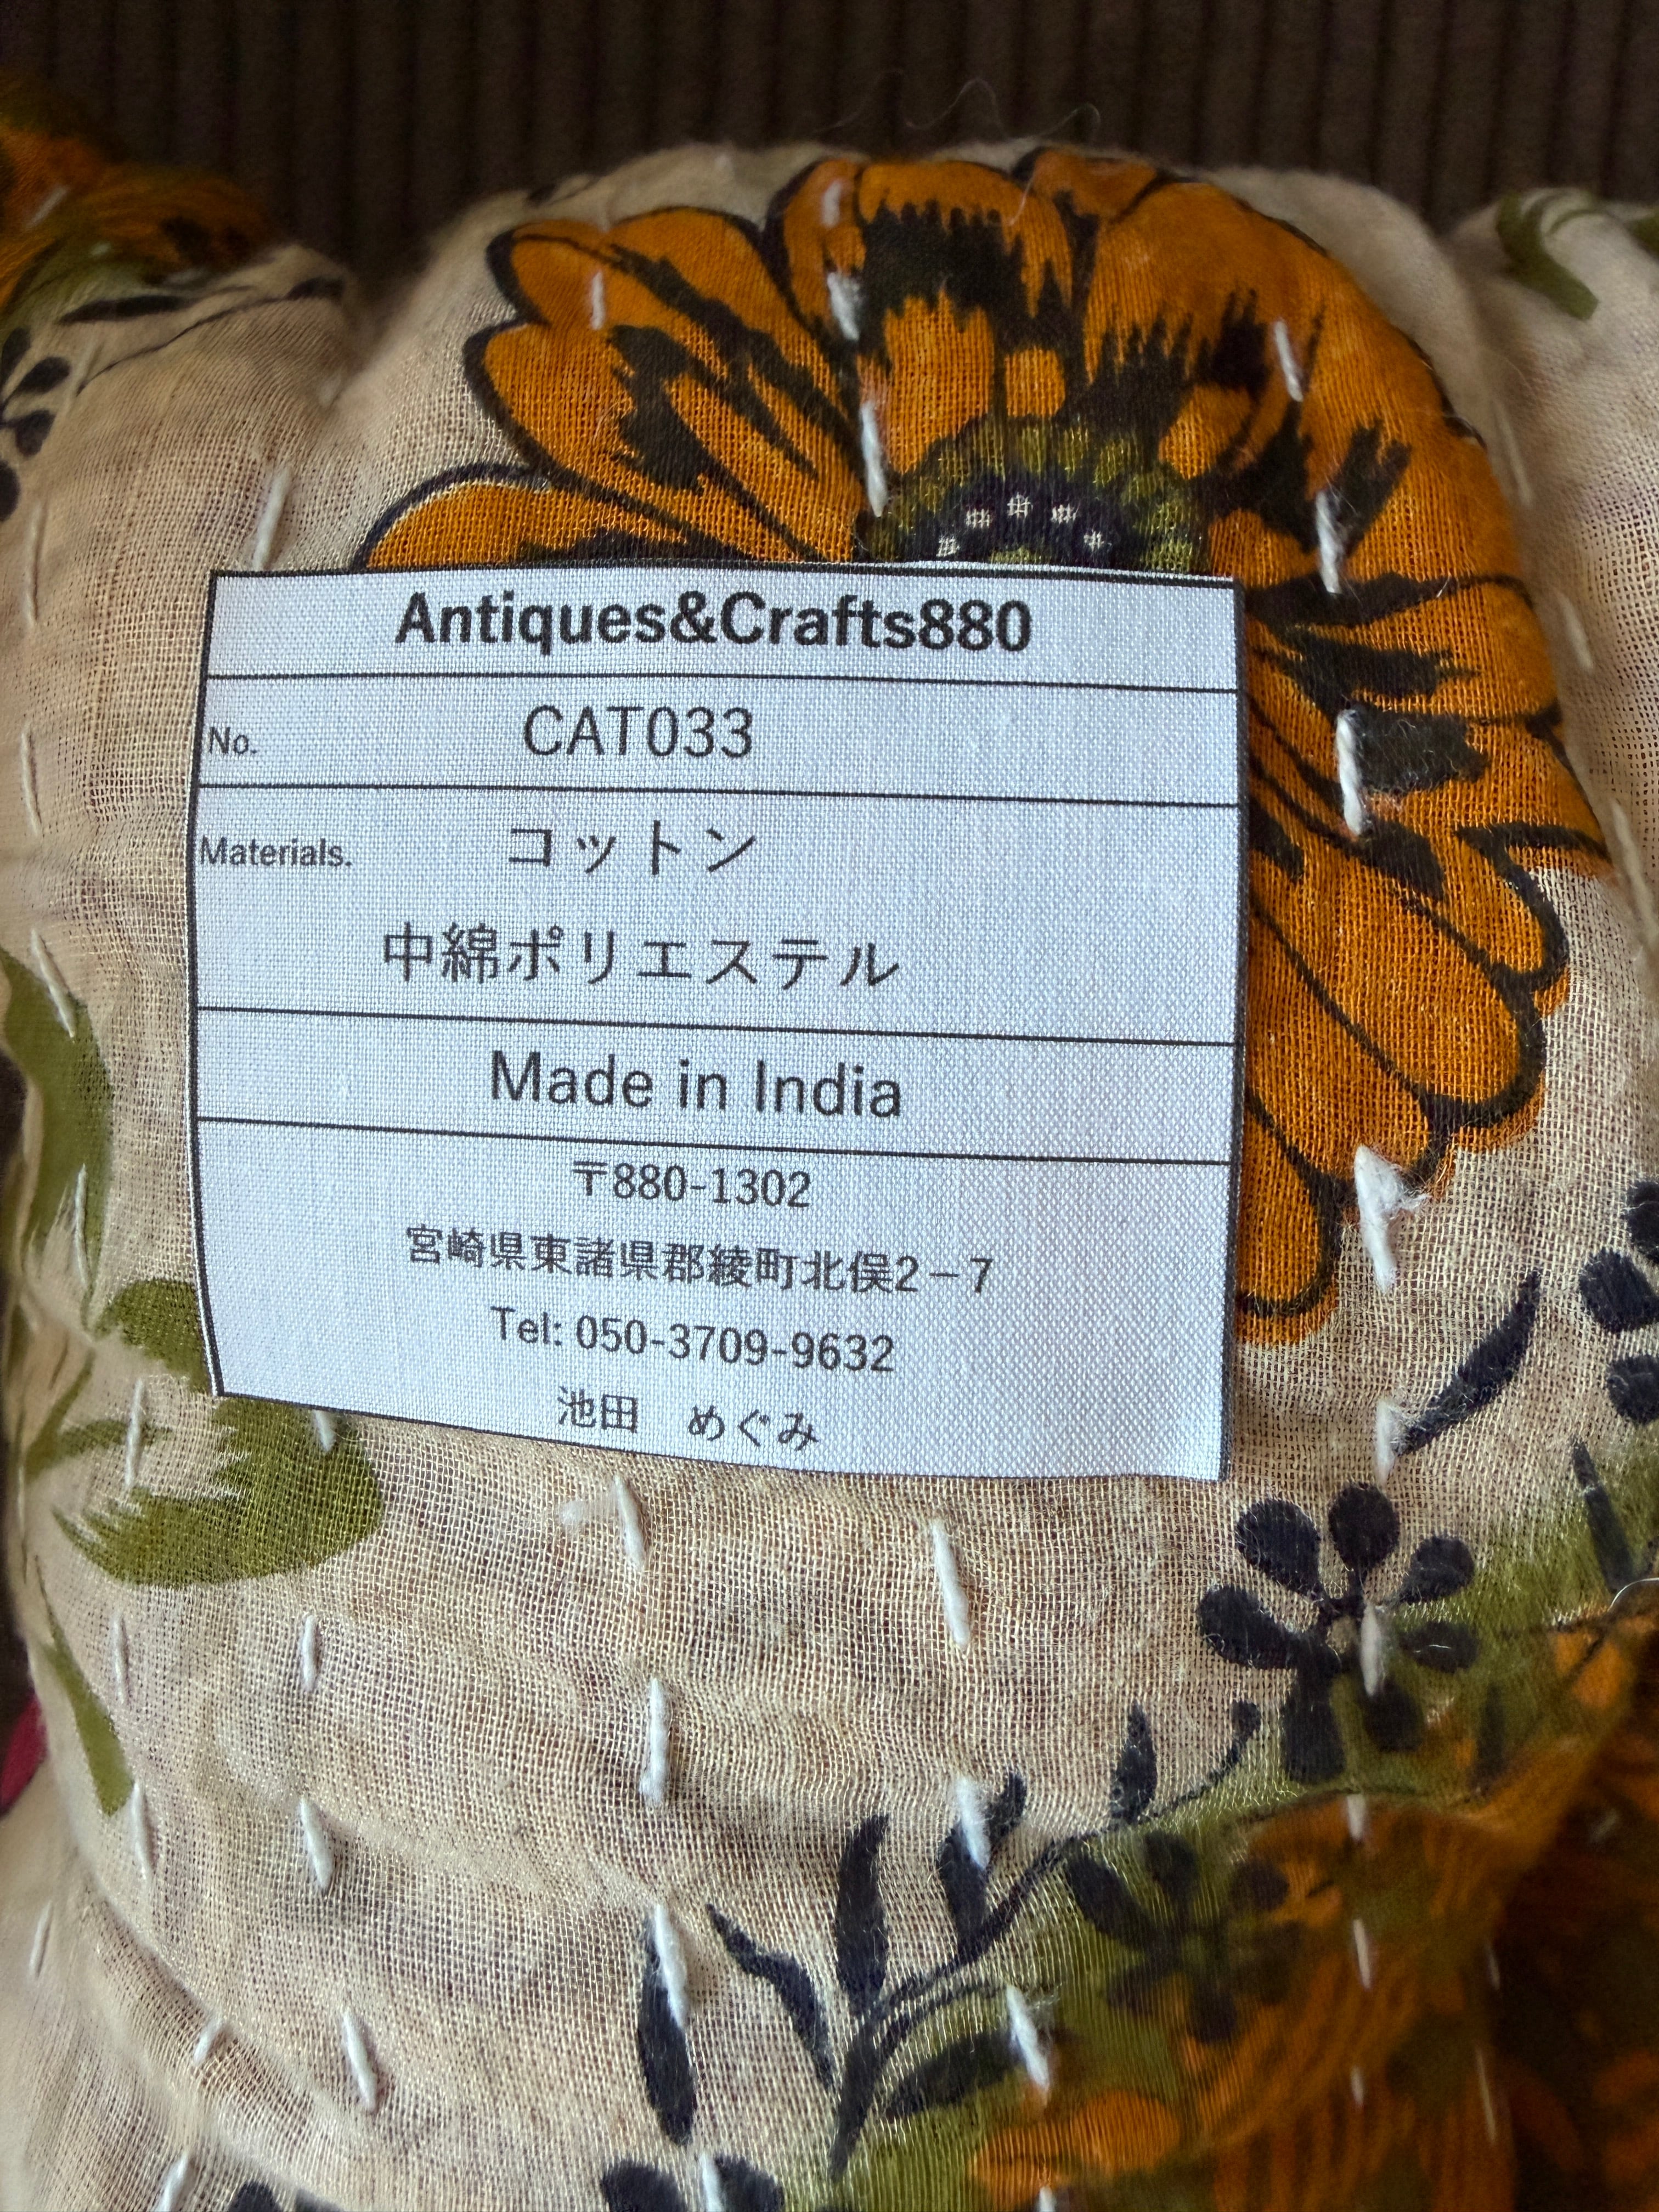 Antiques&Crafts880
No. CAT033
Materials. コットン
中綿ポリエステル
Made in India
〒880-1302
宮崎県東諸県郡綾町北俣2－7
Tel: 050-3709-9632
池田　めぐみ